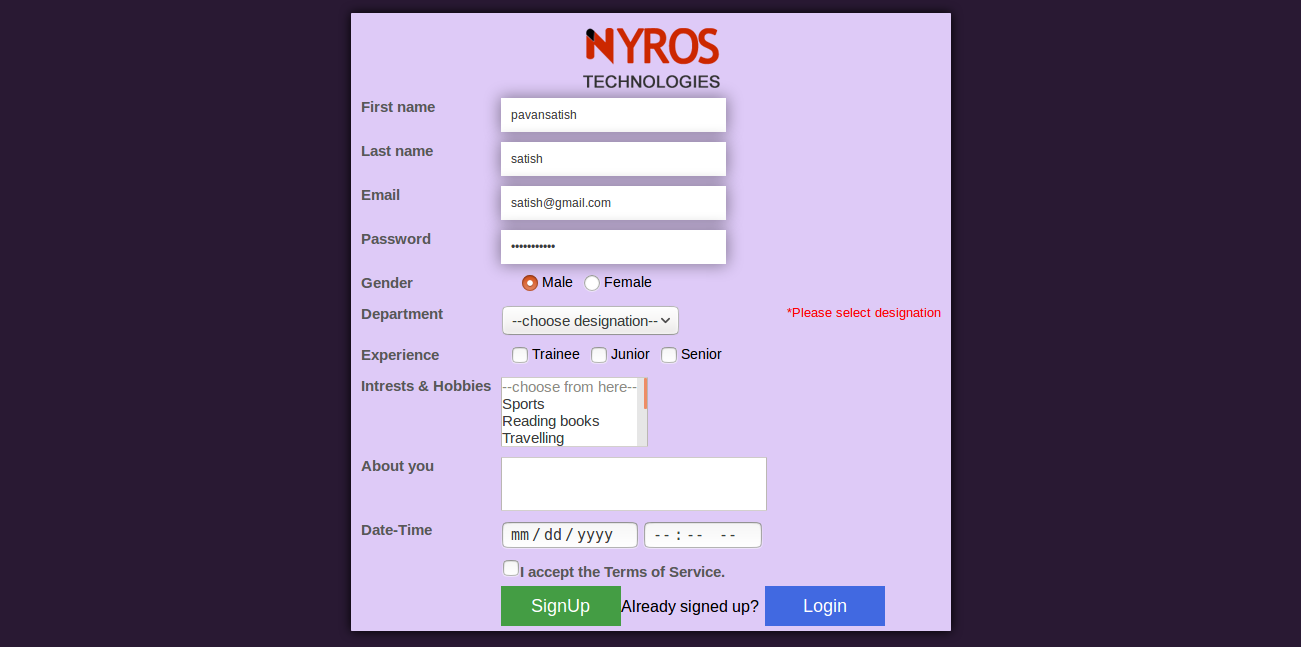 NYROS
TECHNOLOGIES
First name pavansatish
Last name satish
Email satish@gmail.com
Password •••••••••••
Gender Male Female
Department --choose designation-- *Please select designation
Experience Trainee Junior Senior
Intrests & Hobbies --choose from here--
Sports
Reading books
Travelling
About you
Date-Time mm/dd/yyyy --:-- --
I accept the Terms of Service.
SignUp Already signed up? Login